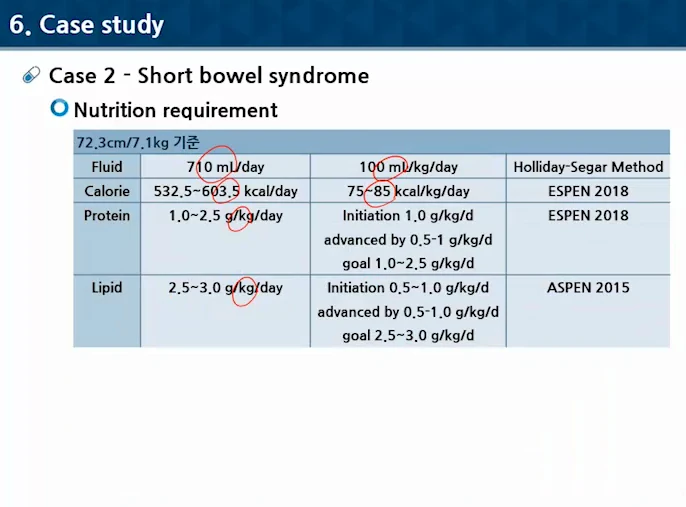 6. Case study
Case 2 - Short bowel syndrome
Nutrition requirement
72.3cm/7.1kg 기준
Fluid 710 mL/day 100 mL/kg/day Holliday-Segar Method
Calorie 532.5~603.5 kcal/day 75~85 kcal/kg/day ESPEN 2018
Protein 1.0~2.5 g/kg/day Initiation 1.0 g/kg/d ESPEN 2018
advanced by 0.5-1 g/kg/d
goal 1.0~2.5 g/kg/d
Lipid 2.5~3.0 g/kg/day Initiation 0.5~1.0 g/kg/d ASPEN 2015
advanced by 0.5-1.0 g/kg/d
goal 2.5~3.0 g/kg/d